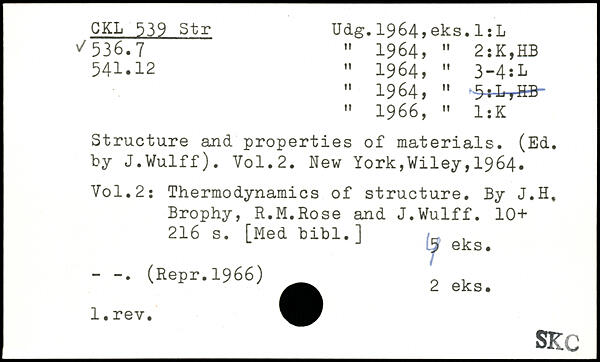 CKL 539 Str
Udg.1964,eks.1:L
✓ 536.7
" 1964, " 2:K,HB
541.12
" 1964, " 3-4:L
" 1964, " 5:L,HB
" 1966, " 1:K
Structure and properties of materials. (Ed.
by J.Wulff). Vol.2. New York,Wiley,1964.
Vol.2: Thermodynamics of structure. By J.H.
Brophy, R.M.Rose and J.Wulff. 10+
216 s. [Med bibl.]
4 eks.
- -. (Repr.1966)
2 eks.
1.rev.
SKC